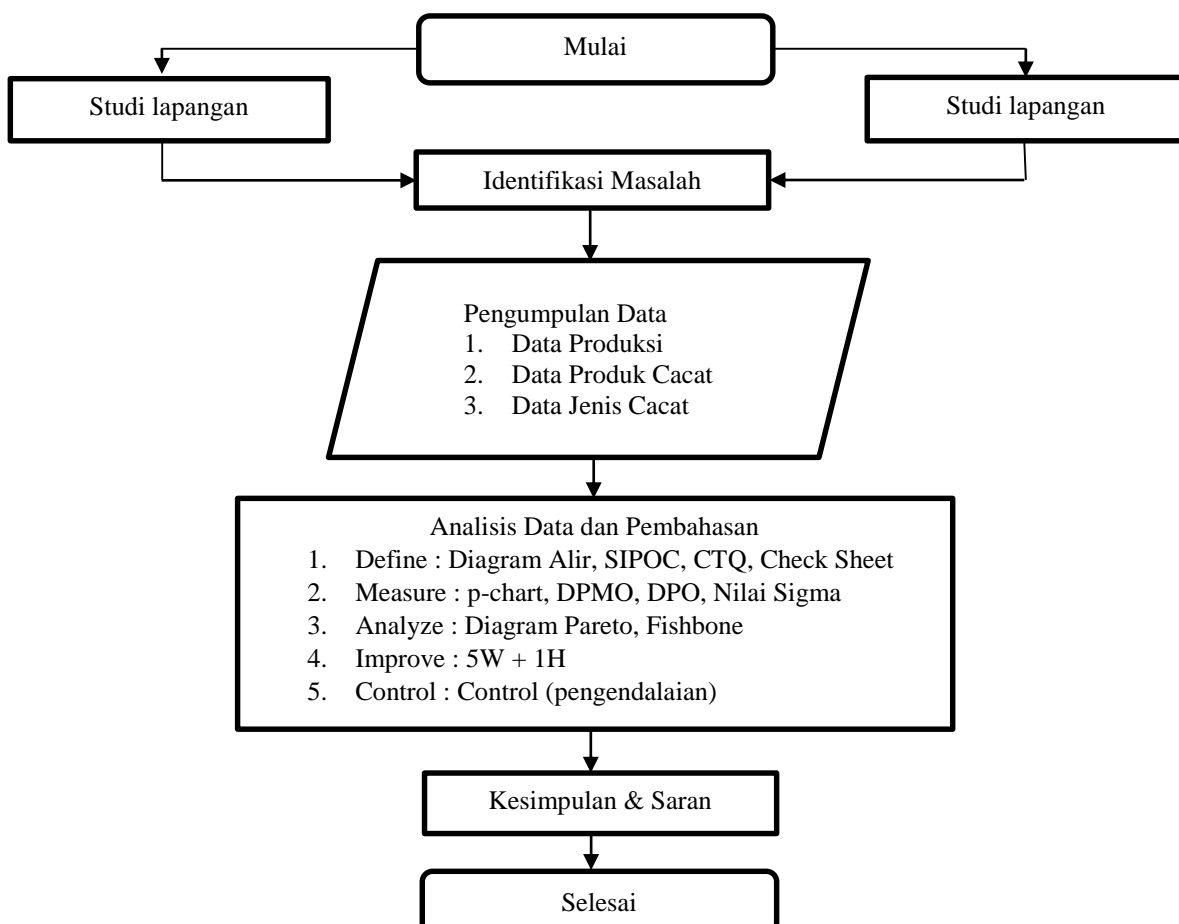 Mulai
Studi lapangan
Studi lapangan
Identifikasi Masalah
Pengumpulan Data
1. Data Produksi
2. Data Produk Cacat
3. Data Jenis Cacat
Analisis Data dan Pembahasan
1. Define : Diagram Alir, SIPOC, CTQ, Check Sheet
2. Measure : p-chart, DPMO, DPO, Nilai Sigma
3. Analyze : Diagram Pareto, Fishbone
4. Improve : 5W + 1H
5. Control : Control (pengendalaian)
Kesimpulan & Saran
Selesai